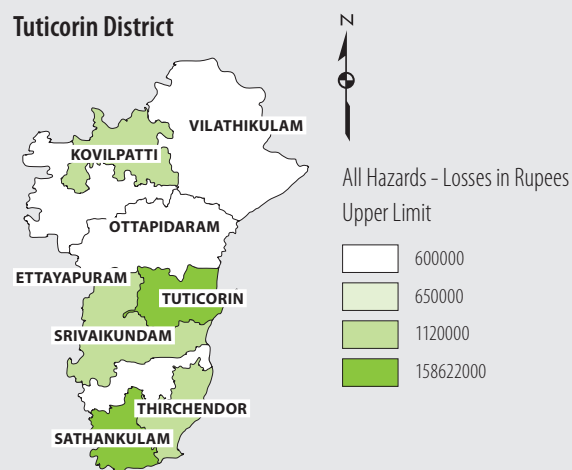 Tuticorin District
N
VILATHIKULAM
KOVILPATTI
All Hazards - Losses in Rupees
Upper Limit
OTTAPIDARAM
600000
ETTAYAPURAM
650000
TUTICORIN
SRIVAIKUNDAM
1120000
158622000
THIRCHENDOR
SATHANKULAM